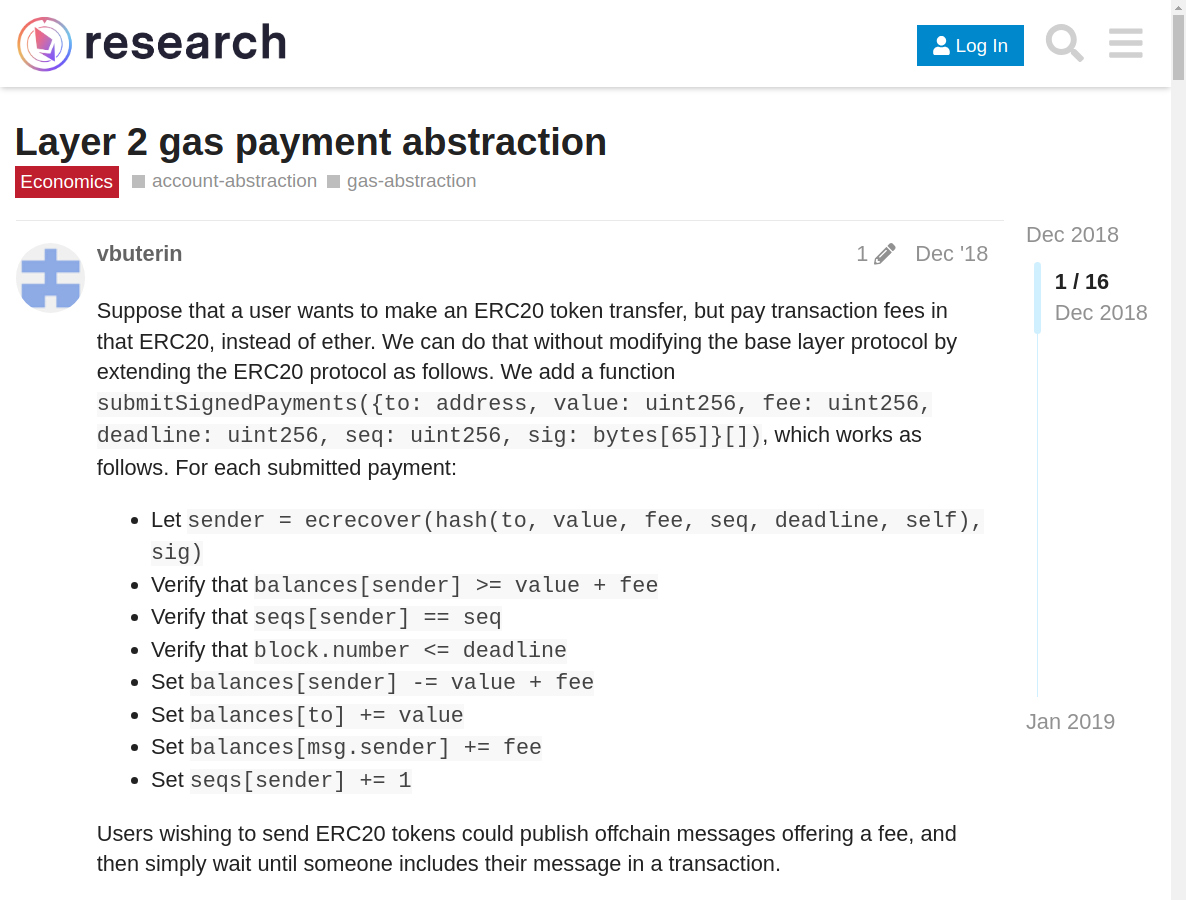 research
Log In
Layer 2 gas payment abstraction
Economics account-abstraction gas-abstraction
vbuterin 1 Dec '18
Dec 2018
1 / 16
Dec 2018
Jan 2019
Suppose that a user wants to make an ERC20 token transfer, but pay transaction fees in
that ERC20, instead of ether. We can do that without modifying the base layer protocol by
extending the ERC20 protocol as follows. We add a function
submitSignedPayments({to: address, value: uint256, fee: uint256,
deadline: uint256, seq: uint256, sig: bytes[65]}[]), which works as
follows. For each submitted payment:
• Let sender = ecrecover(hash(to, value, fee, seq, deadline, self),
sig)
• Verify that balances[sender] >= value + fee
• Verify that seqs[sender] == seq
• Verify that block.number <= deadline
• Set balances[sender] -= value + fee
• Set balances[to] += value
• Set balances[msg.sender] += fee
• Set seqs[sender] += 1
Users wishing to send ERC20 tokens could publish offchain messages offering a fee, and
then simply wait until someone includes their message in a transaction.